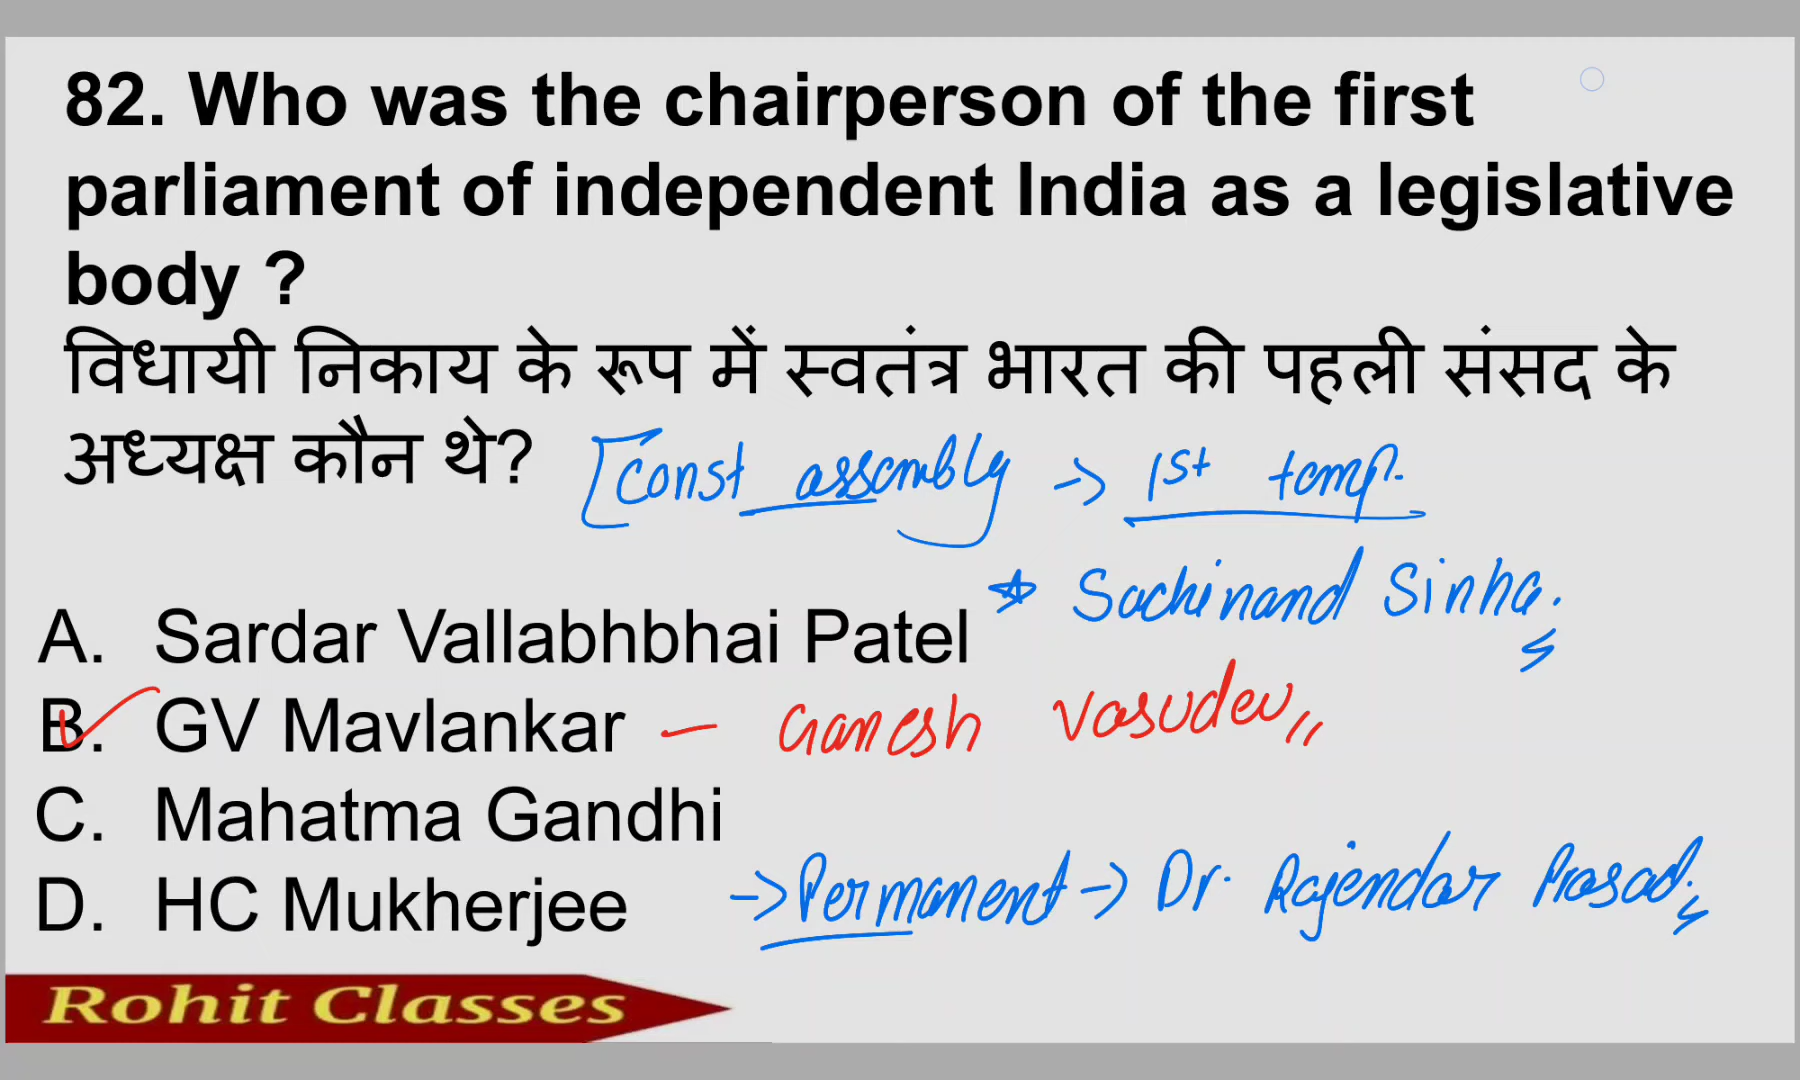 82. Who was the chairperson of the first
parliament of independent India as a legislative
body ?
विधायी निकाय के रूप में स्वतंत्र भारत की पहली संसद के
अध्यक्ष कौन थे?
Const assembly → 1st temp.
* Sachinand Sinha.
A. Sardar Vallabhbhai Patel
B. GV Mavlankar – Ganesh Vasudev,,
C. Mahatma Gandhi
D. HC Mukherjee
→ Permanent → Dr. Rajendar Prasad.
Rohit Classes